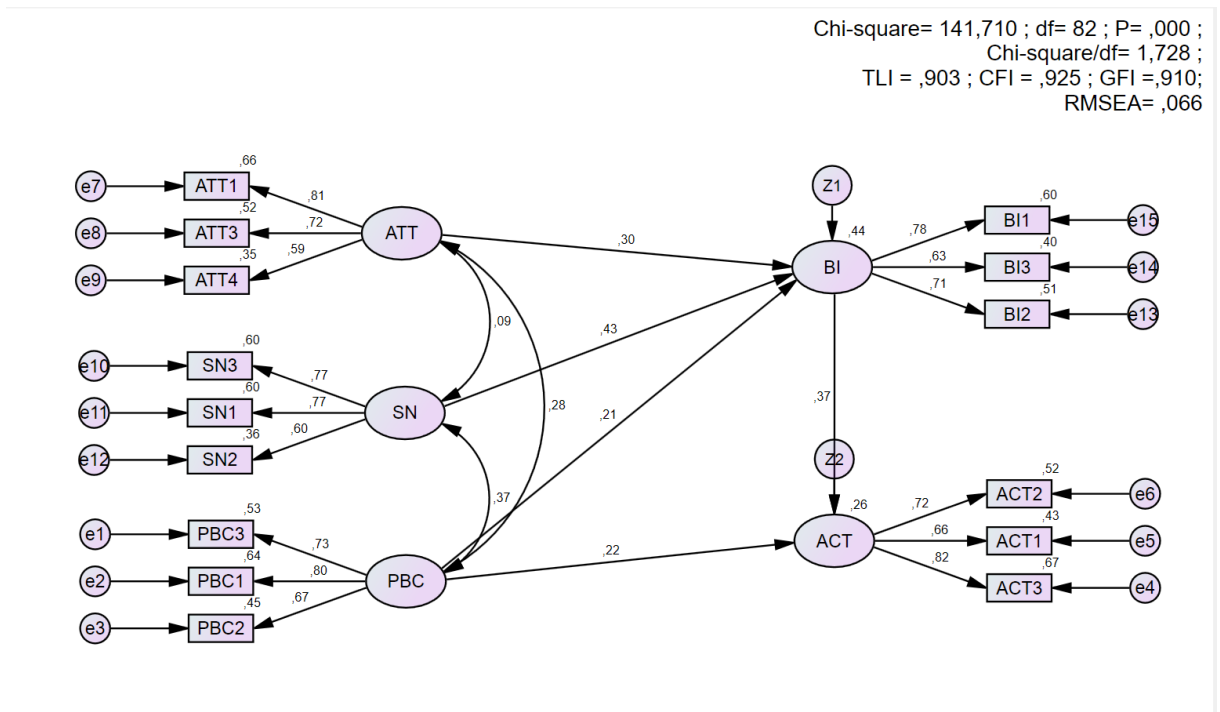 Chi-square= 141,710 ; df= 82 ; P= ,000 ;
Chi-square/df= 1,728 ;
TLI = ,903 ; CFI = ,925 ; GFI =,910;
RMSEA= ,066
,66
e7
ATT1
,81
,52
e8
ATT3
,72
ATT
,35
e9
ATT4
,59
,30
,09
,28
,60
e10
SN3
,77
,60
e11
SN1
,77
SN
,36
e12
SN2
,60
,43
,21
,37
,53
e1
PBC3
,73
,64
e2
PBC1
,80
PBC
,45
e3
PBC2
,67
,22
Z1
,44
BI
,78
,60
BI1
e15
,63
,40
BI3
e14
,71
,51
BI2
e13
,37
Z2
,26
ACT
,72
,52
ACT2
e6
,66
,43
ACT1
e5
,82
,67
ACT3
e4